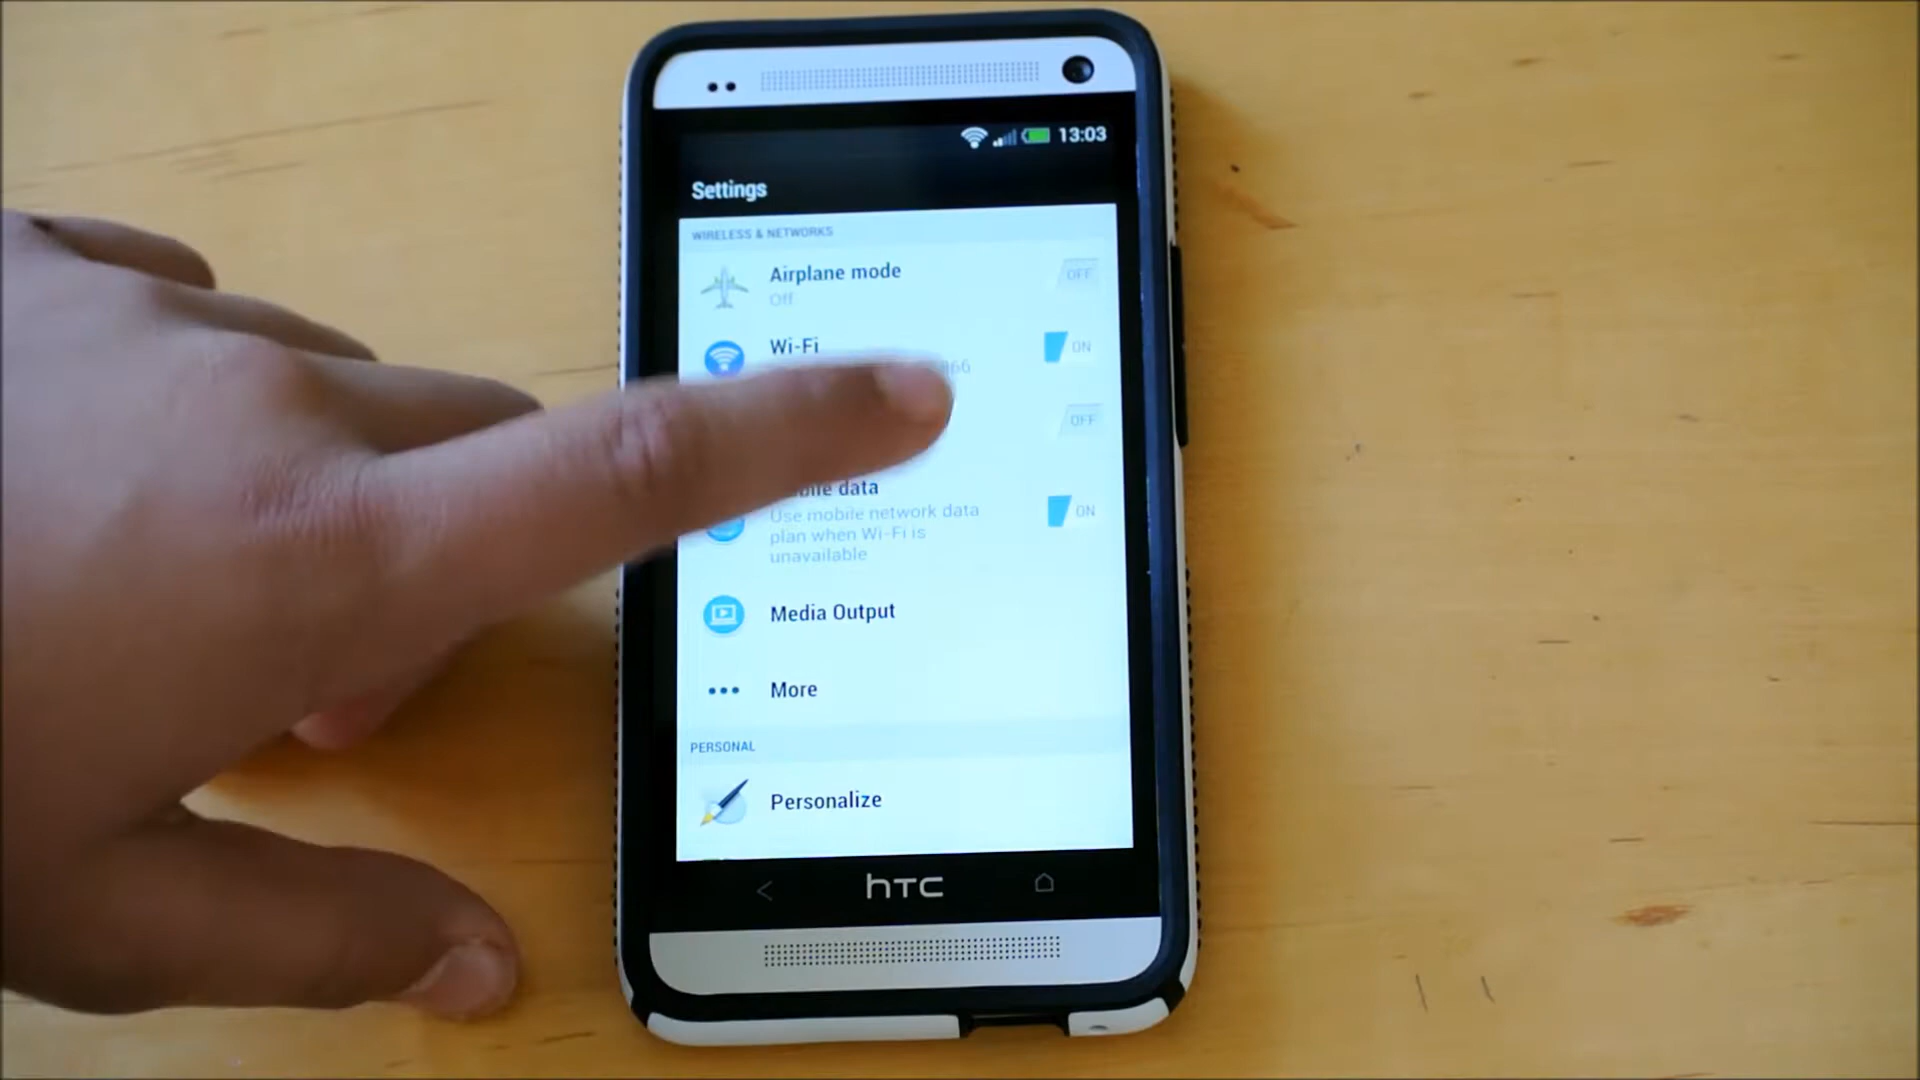 13:03
Settings
WIRELESS & NETWORKS
Airplane mode
OFF
Off
Wi-Fi
ON
OFF
data
Use mobile network data
ON
plan when Wi-Fi is
unavailable
Media Output
More
PERSONAL
Personalize
hTC